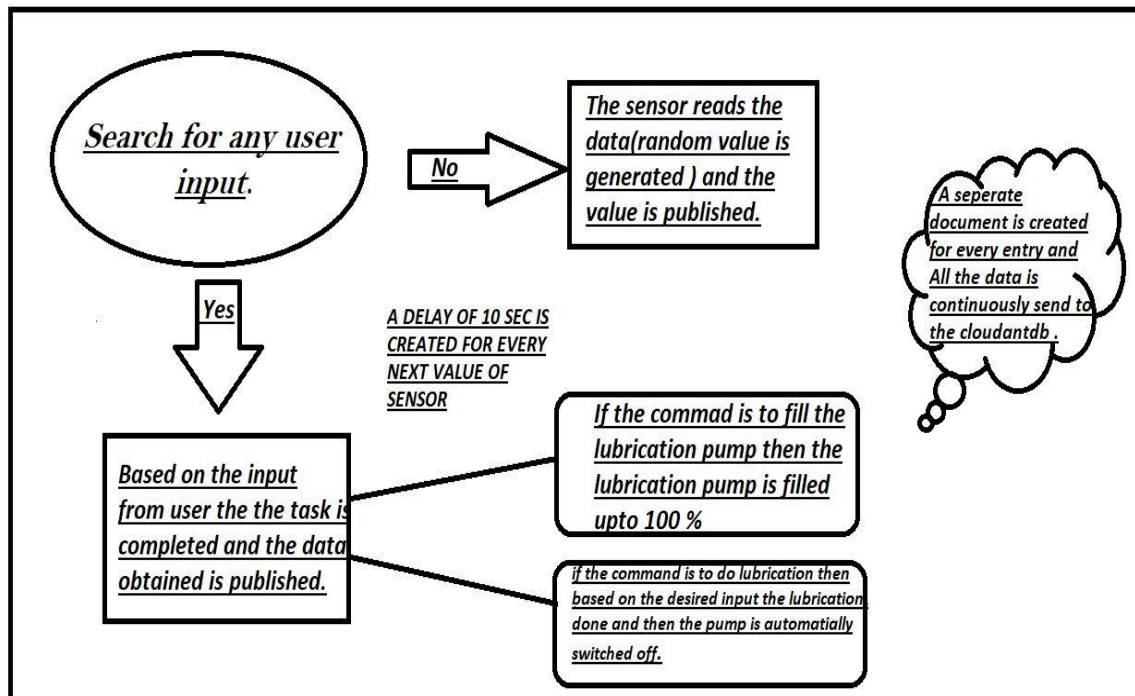 Search for any user
input.
No
The sensor reads the
data(random value is
generated ) and the
value is published.
A seperate
document is created
for every entry and
All the data is
continuously send to
the cloudantdb .
Yes
A DELAY OF 10 SEC IS
CREATED FOR EVERY
NEXT VALUE OF
SENSOR
Based on the input
from user the the task is
completed and the data
obtained is published.
If the commad is to fill the
lubrication pump then the
lubrication pump is filled
upto 100 %
if the command is to do lubrication then
based on the desired input the lubrication
done and then the pump is automatially
switched off.